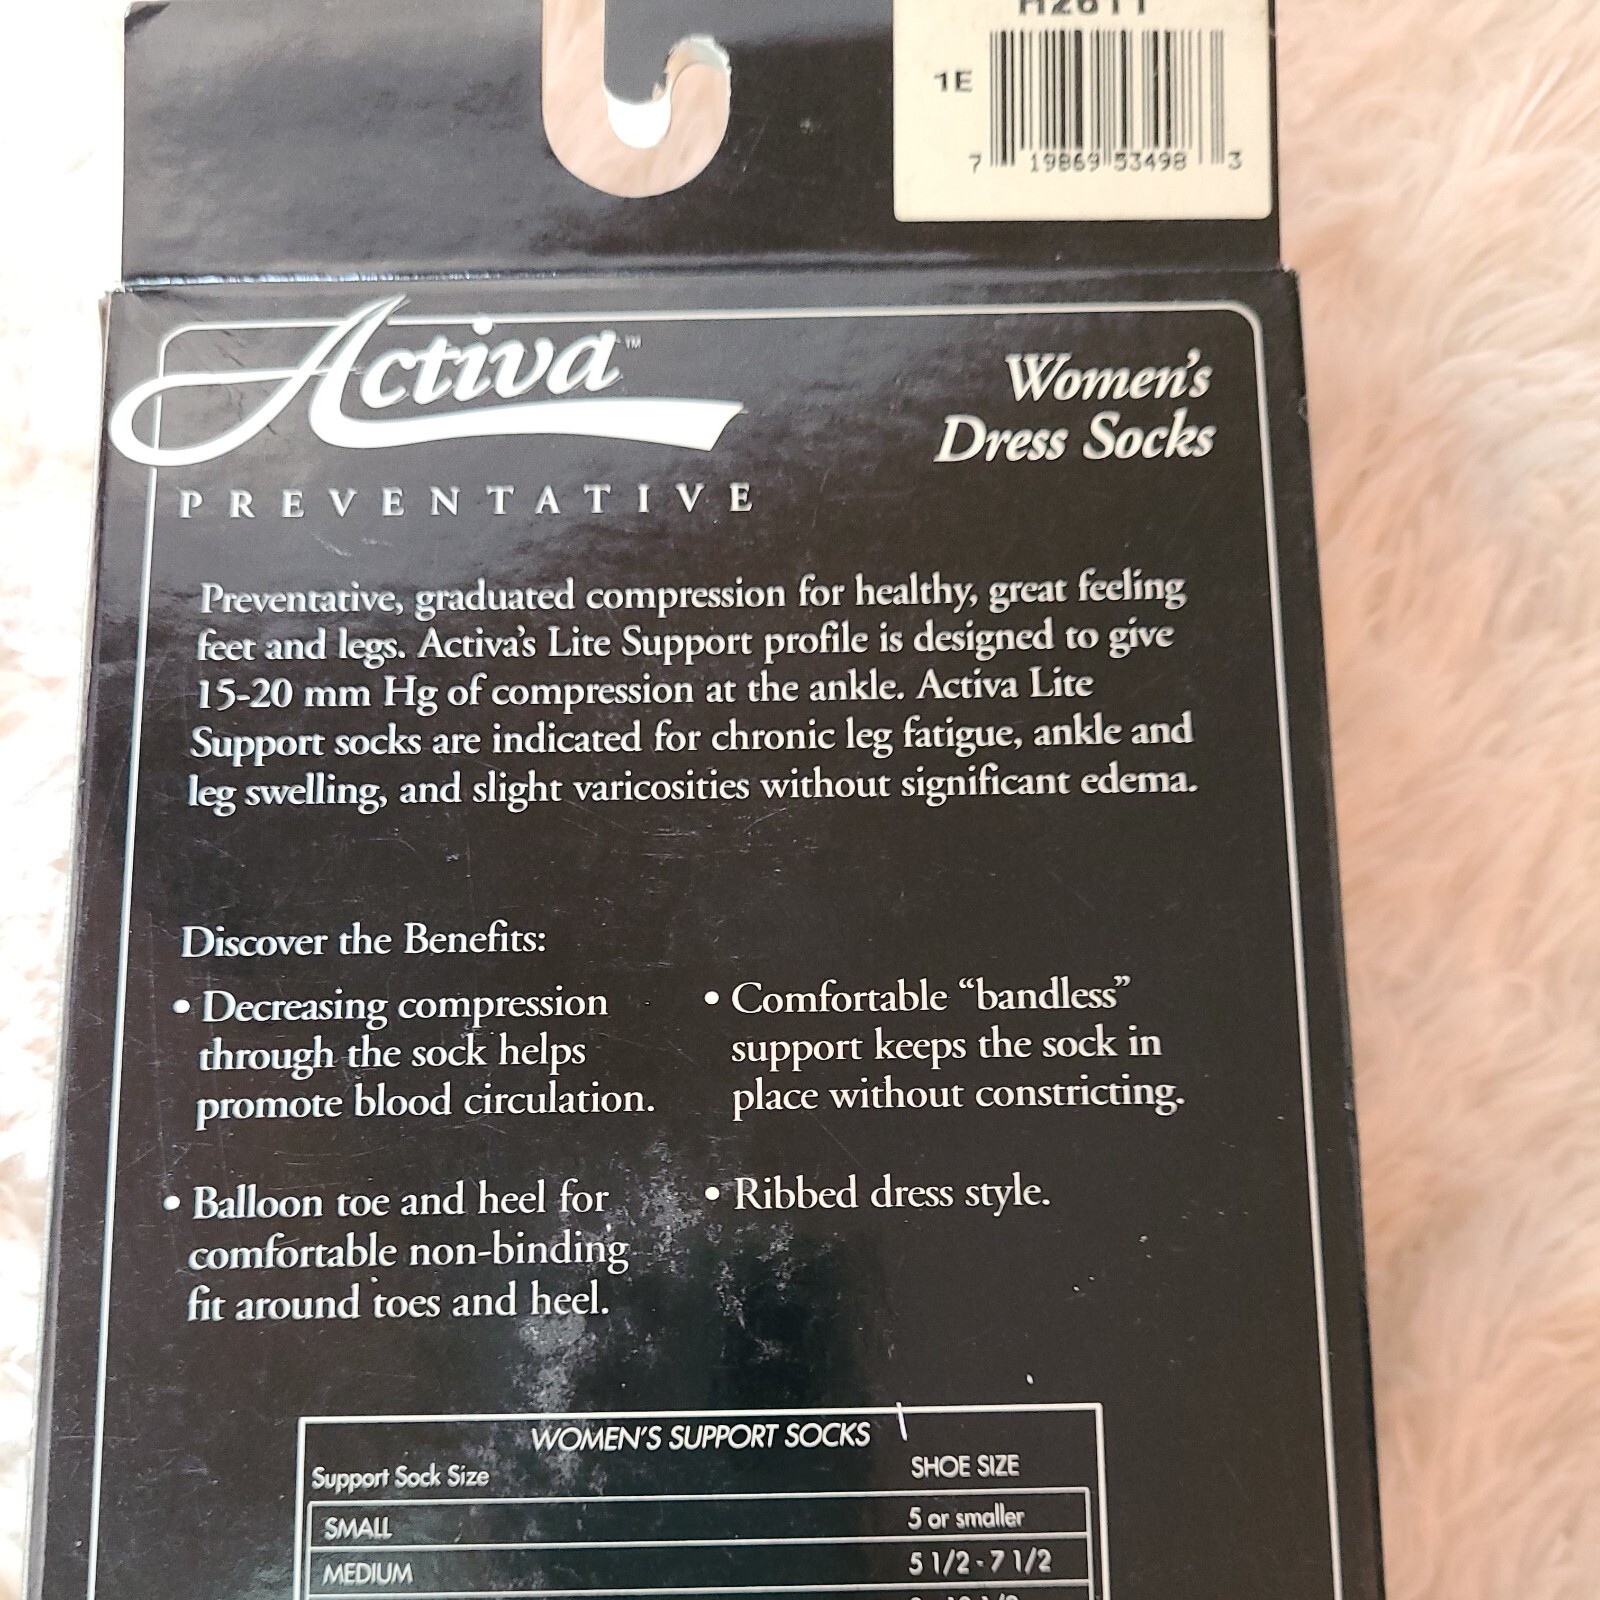 H2611
1E
7 19869 53498 3
Activa™
PREVENTATIVE
Women's
Dress Socks
Preventative, graduated compression for healthy, great feeling
feet and legs. Activa's Lite Support profile is designed to give
15-20 mm Hg of compression at the ankle. Activa Lite
Support socks are indicated for chronic leg fatigue, ankle and
leg swelling, and slight varicosities without significant edema.
Discover the Benefits:
• Decreasing compression
through the sock helps
promote blood circulation.
• Balloon toe and heel for
comfortable non-binding
fit around toes and heel.
• Comfortable “bandless”
support keeps the sock in
place without constricting.
• Ribbed dress style.
WOMEN'S SUPPORT SOCKS
Support Sock Size SHOE SIZE
SMALL 5 or smaller
MEDIUM 5 1/2 - 7 1/2